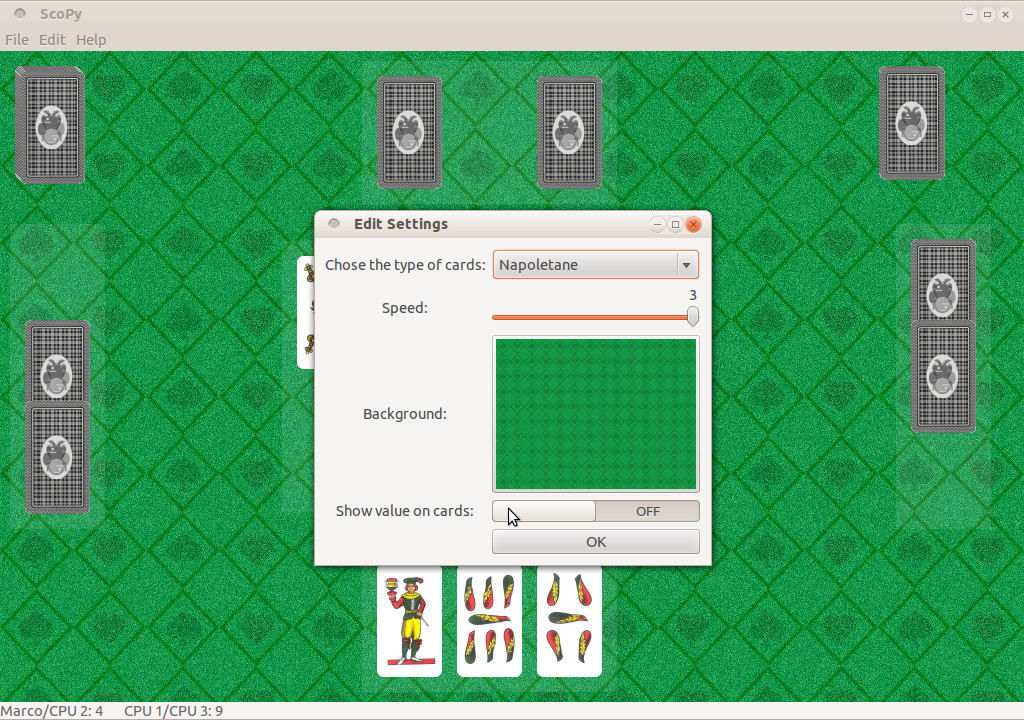 ScoPy
File Edit Help
Edit Settings
Chose the type of cards: Napoletane
3
Speed:
Background:
Show value on cards: OFF
OK
Marco/CPU 2: 4 CPU 1/CPU 3: 9